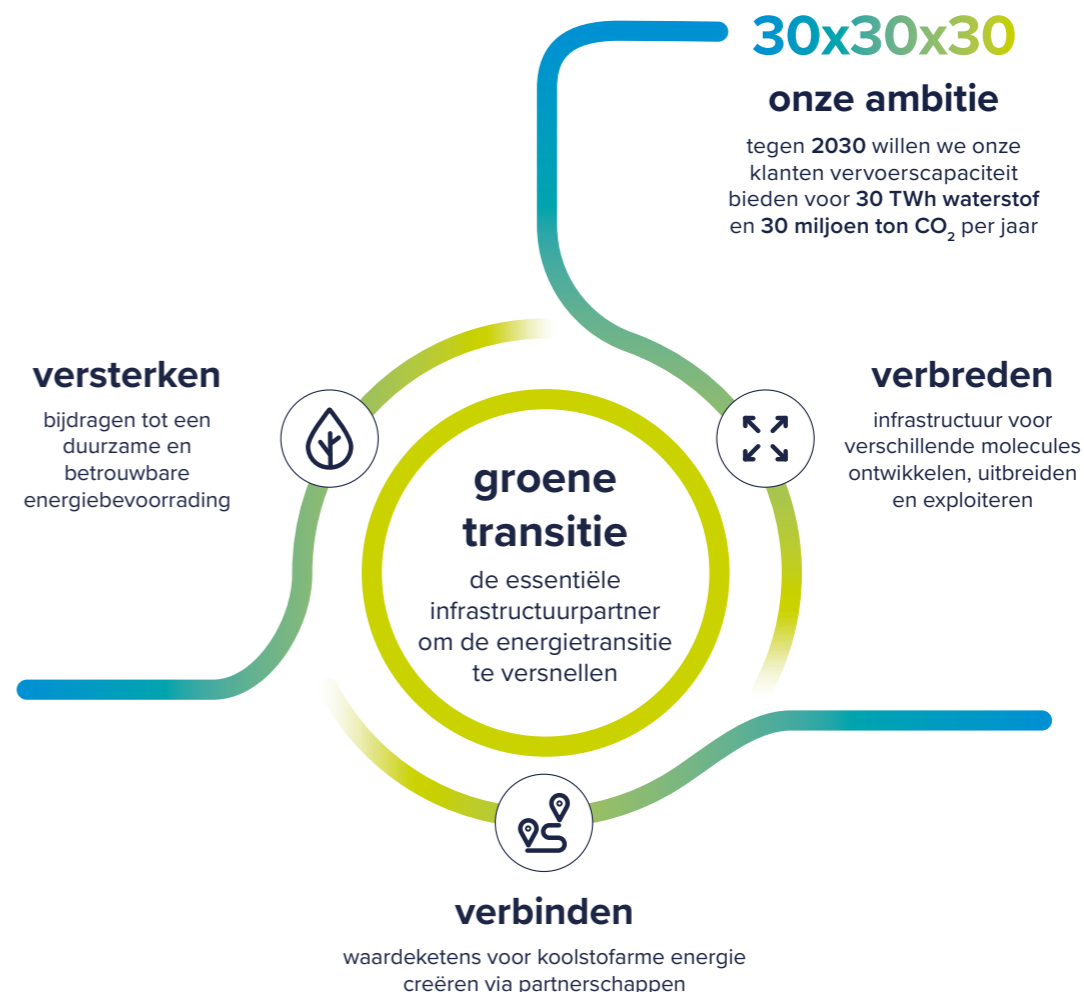 30x30x30
onze ambitie
tegen 2030 willen we onze
klanten vervoerscapaciteit
bieden voor 30 TWh waterstof
en 30 miljoen ton CO₂ per jaar
versterken
bijdragen tot een
duurzame en
betrouwbare
energiebevoorrading
verbreden
infrastructuur voor
verschillende molecules
ontwikkelen, uitbreiden
en exploiteren
groene
transitie
de essentiële
infrastructuurpartner
om de energietransitie
te versnellen
verbinden
waardeketens voor koolstofarme energie
creëren via partnerschappen